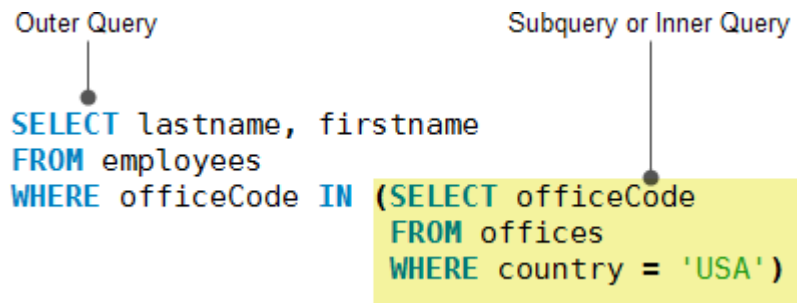 Outer Query
Subquery or Inner Query
SELECT lastname, firstname
FROM employees
WHERE officeCode IN (SELECT officeCode
FROM offices
WHERE country = 'USA')